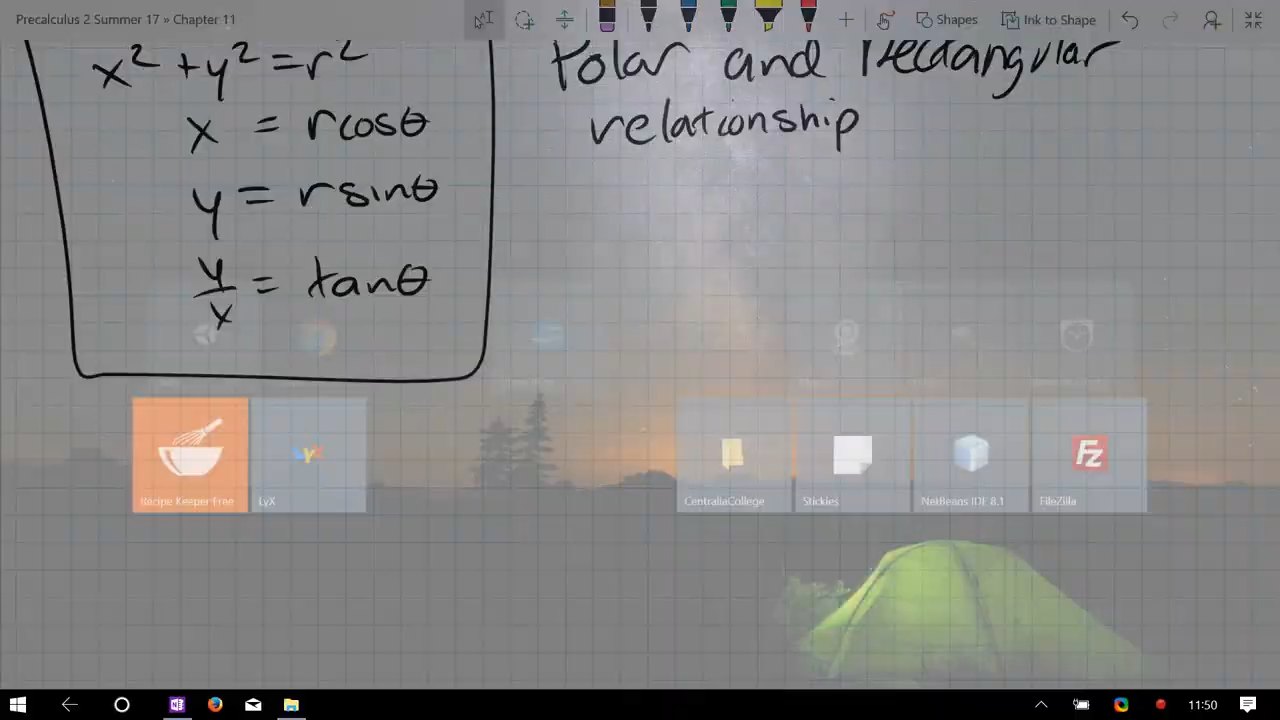 Precalculus 2 Summer 17 » Chapter 11
Shapes
Ink to Shape
x² + y² = r²
Polar and Rectangular
relationship
x = rcosθ
y = rsinθ
y/x = tanθ
Recipe Keeper Free
LyX
CentraliaCollege
Stickies
NetBeans IDE 8.1
FileZilla
11:50